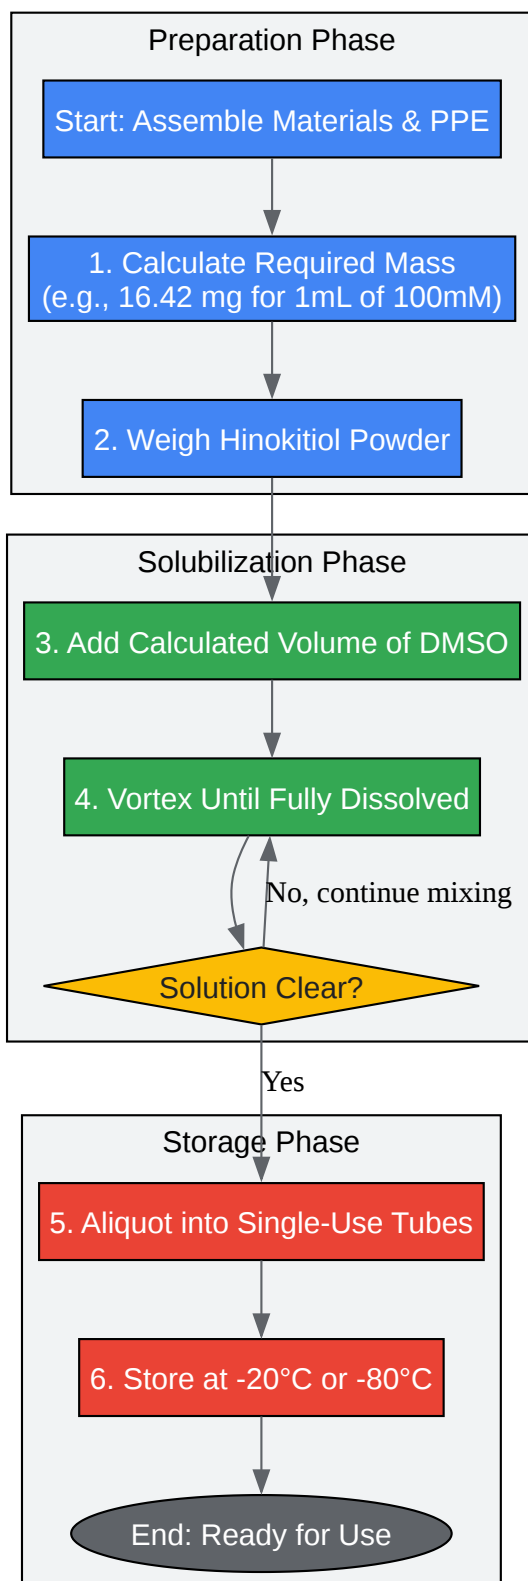 Preparation Phase
Start: Assemble Materials & PPE
1. Calculate Required Mass
(e.g., 16.42 mg for 1mL of 100mM)
2. Weigh Hinokitiol Powder
Solubilization Phase
3. Add Calculated Volume of DMSO
4. Vortex Until Fully Dissolved
No, continue mixing
Solution Clear?
Yes
Storage Phase
5. Aliquot into Single-Use Tubes
6. Store at -20°C or -80°C
End: Ready for Use